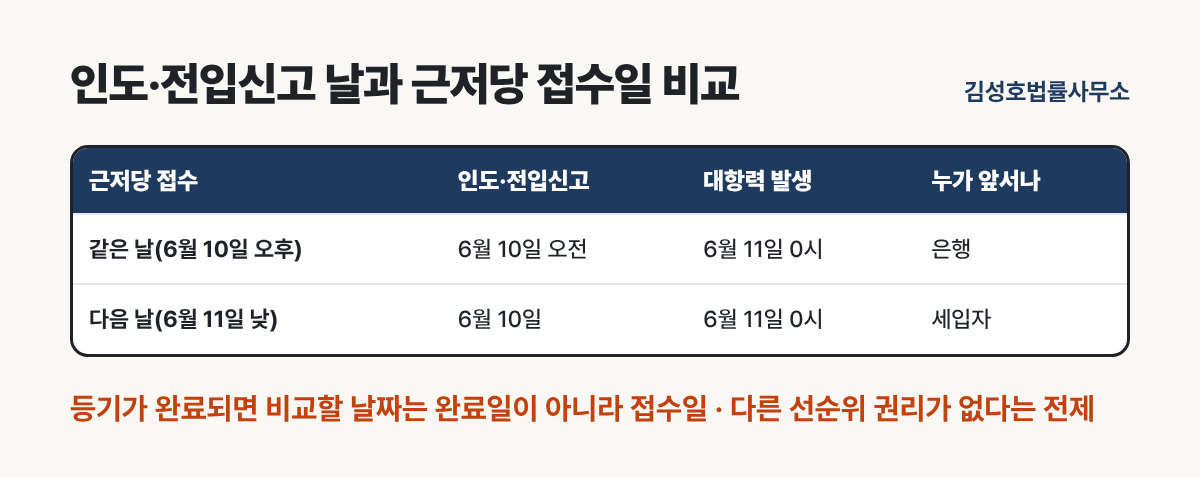 인도·전입신고 날과 근저당 접수일 비교
김성호법률사무소
근저당 접수 인도·전입신고 대항력 발생 누가 앞서나
같은 날(6월 10일 오후) 6월 10일 오전 6월 11일 0시 은행
다음 날(6월 11일 낮) 6월 10일 6월 11일 0시 세입자
등기가 완료되면 비교할 날짜는 완료일이 아니라 접수일 · 다른 선순위 권리가 없다는 전제